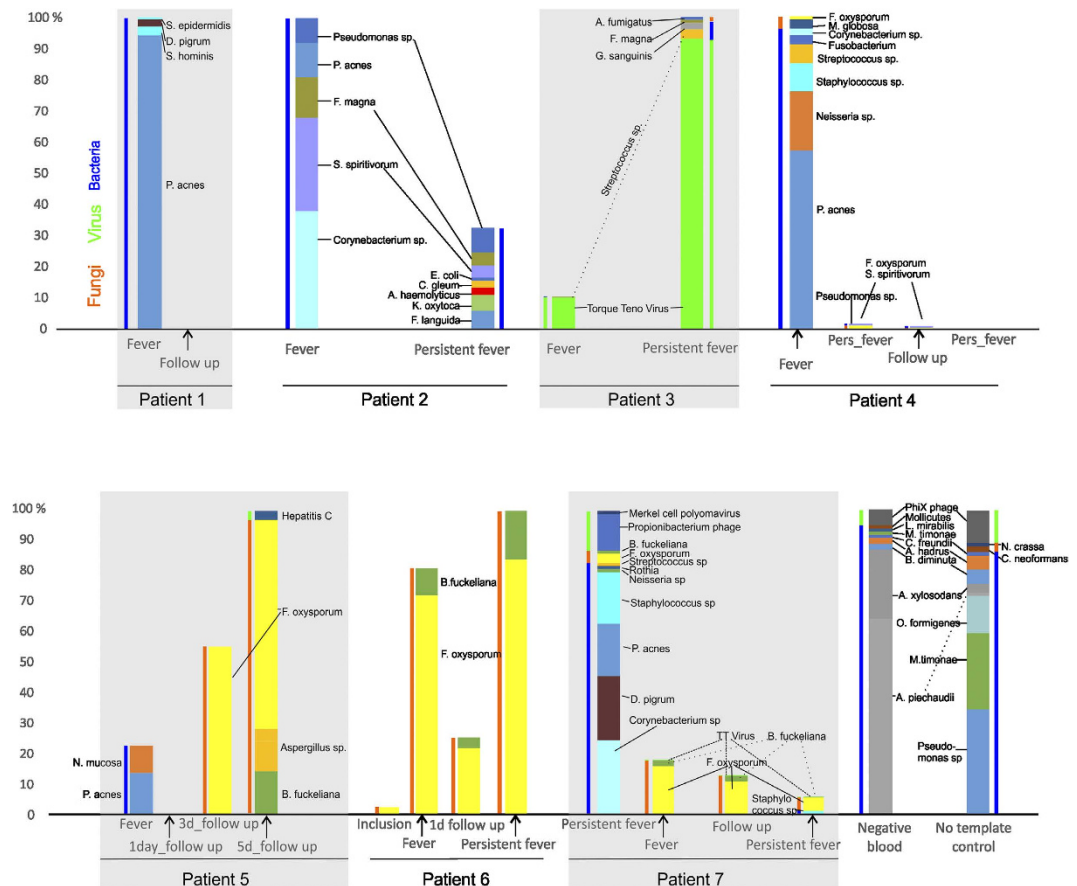 100 %
90
80
70
60
50
40
30
20
10
0
Fungi Virus Bacteria
S. epidermidis
D. pigrum
S. hominis
P. acnes
Fever
Follow up
Patient 1
Pseudomonas sp.
P. acnes
F. magna
S. spiritivorum
Corynebacterium sp.
E. coli
C. gleum
A. haemolyticus
K. oxytoca
F. languida
Fever
Persistent fever
Patient 2
A. fumigatus
F. magna
G. sanguinis
Streptococcus sp.
Torque Teno Virus
Fever
Persistent fever
Patient 3
F. oxysporum
M. globosa
Corynebacterium sp.
Fusobacterium
Streptococcus sp.
Staphylococcus sp.
Neisseria sp.
P. acnes
F. oxysporum
S. spiritivorum
Pseudomonas sp.
Fever
Pers_fever
Follow up
Pers_fever
Patient 4
100 %
90
80
70
60
50
40
30
20
10
0
N. mucosa
P. acnes
Hepatitis C
F. oxysporum
Aspergillus sp.
B. fuckeliana
Fever
1day_follow up
3d_follow up
5d_follow up
Patient 5
B.fuckeliana
F. oxysporum
Inclusion
Fever
1d follow up
Persistent fever
Patient 6
Merkel cell polyomavirus
Propionibacterium phage
B. fuckeliana
F. oxysporum
Streptococcus sp
Rothia
Neisseria sp
Staphylococcus sp
P. acnes
D. pigrum
Corynebacterium sp
TT Virus
B. fuckeliana
F. oxysporum
Staphylo
coccus sp
Persistent fever
Fever
Follow up
Persistent fever
Patient 7
PhiX phage
Mollicutes
L. mirabilis
M. timonae
C. freundii
A. hadrus
B. diminuta
A. xylosodans
O. formigenes
M.timonae
A. piechaudii
Pseudo-
monas sp
N. crassa
C. neoformans
Negative
blood
No template
control